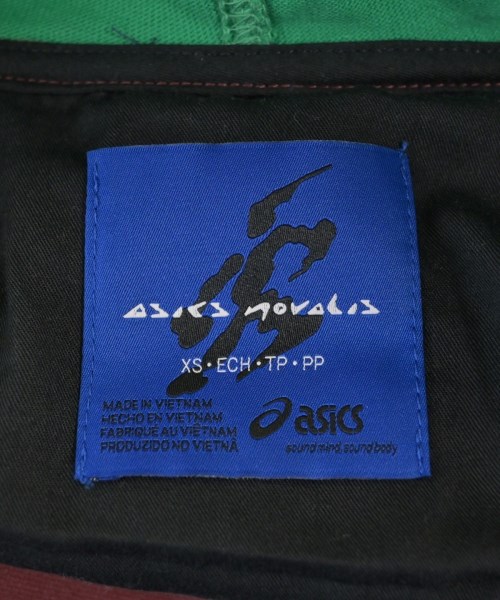 asics novalis
XS • ECH • TP • PP
MADE IN VIETNAM
HECHO EN VIETNAM
FABRIQUÉ AU VIETNAM
PRODUZIDO NO VIETNÃ
asics
sound mind, sound body